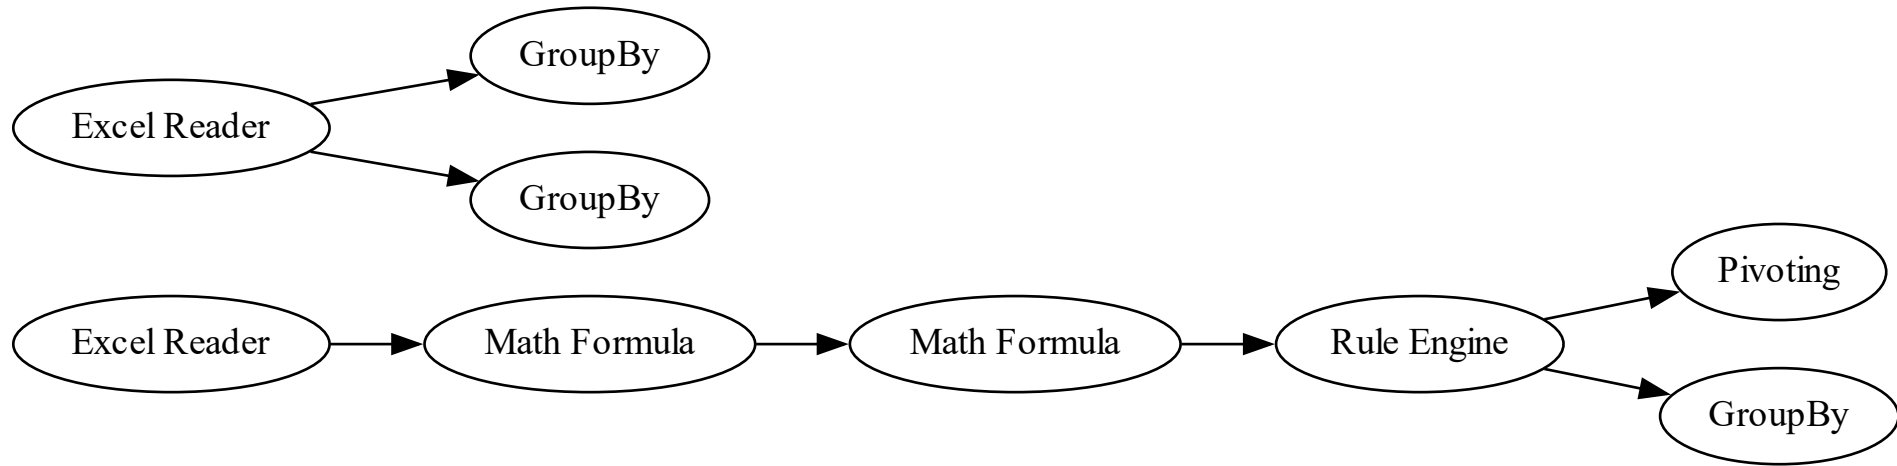 GroupBy
Excel Reader
GroupBy
Pivoting
Excel Reader
Math Formula
Math Formula
Rule Engine
GroupBy